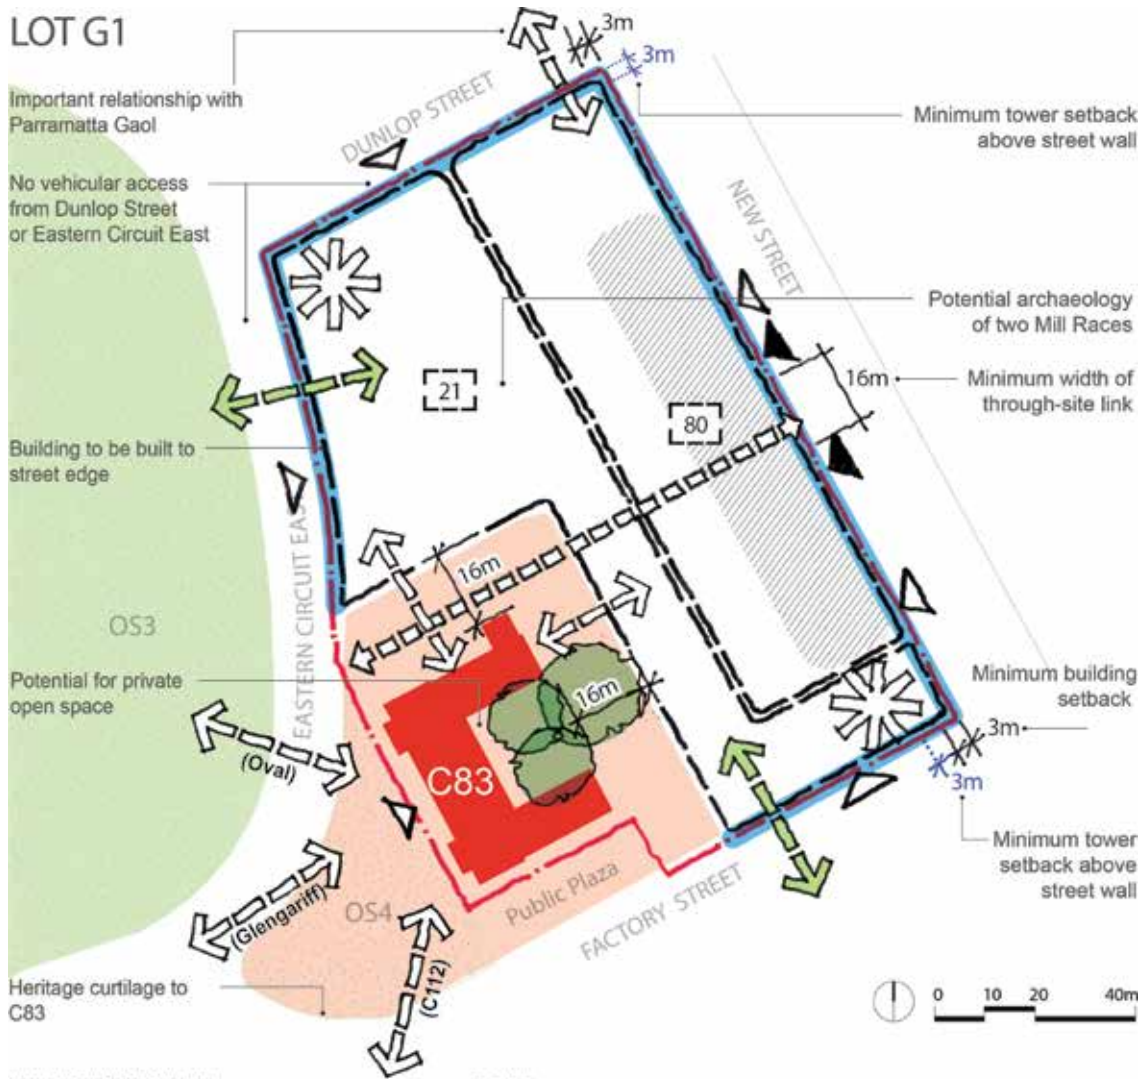 LOT G1
3m
3m
Important relationship with
Parramatta Gaol
DUNLOP STREET
Minimum tower setback
above street wall
No vehicular access
from Dunlop Street
or Eastern Circuit East
NEW STREET
Potential archaeology
of two Mill Races
21
16m
Minimum width of
through-site link
80
Building to be built to
street edge
EASTERN CIRCUIT EAS
16m
OS3
Potential for private
open space
16m
Minimum building
setback
3m
3m
(Oval)
C83
Minimum tower
setback above
street wall
Public Plaza
FACTORY STREET
OS4
(Glengariff)
(C112)
Heritage curtilage to
C83
0 10 20 40m